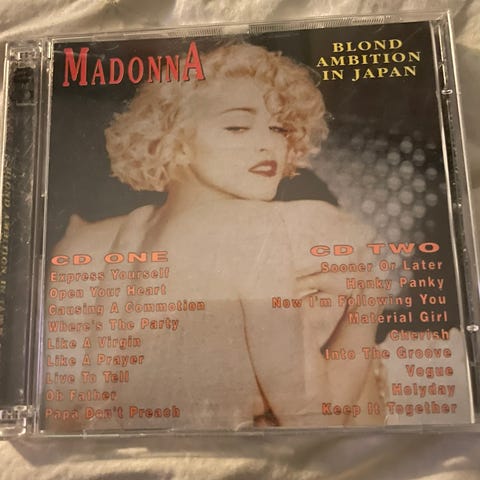 MADONNA
BLOND
AMBITION
IN JAPAN
CD ONE
Express Yourself
Open Your Heart
Causing A Commotion
Where's The Party
Like A Virgin
Like A Prayer
Live To Tell
Oh Father
Papa Don't Preach
CD TWO
Sooner Or Later
Hanky Panky
Now I'm Following You
Material Girl
Cherish
Into The Groove
Vogue
Holyday
Keep It Together